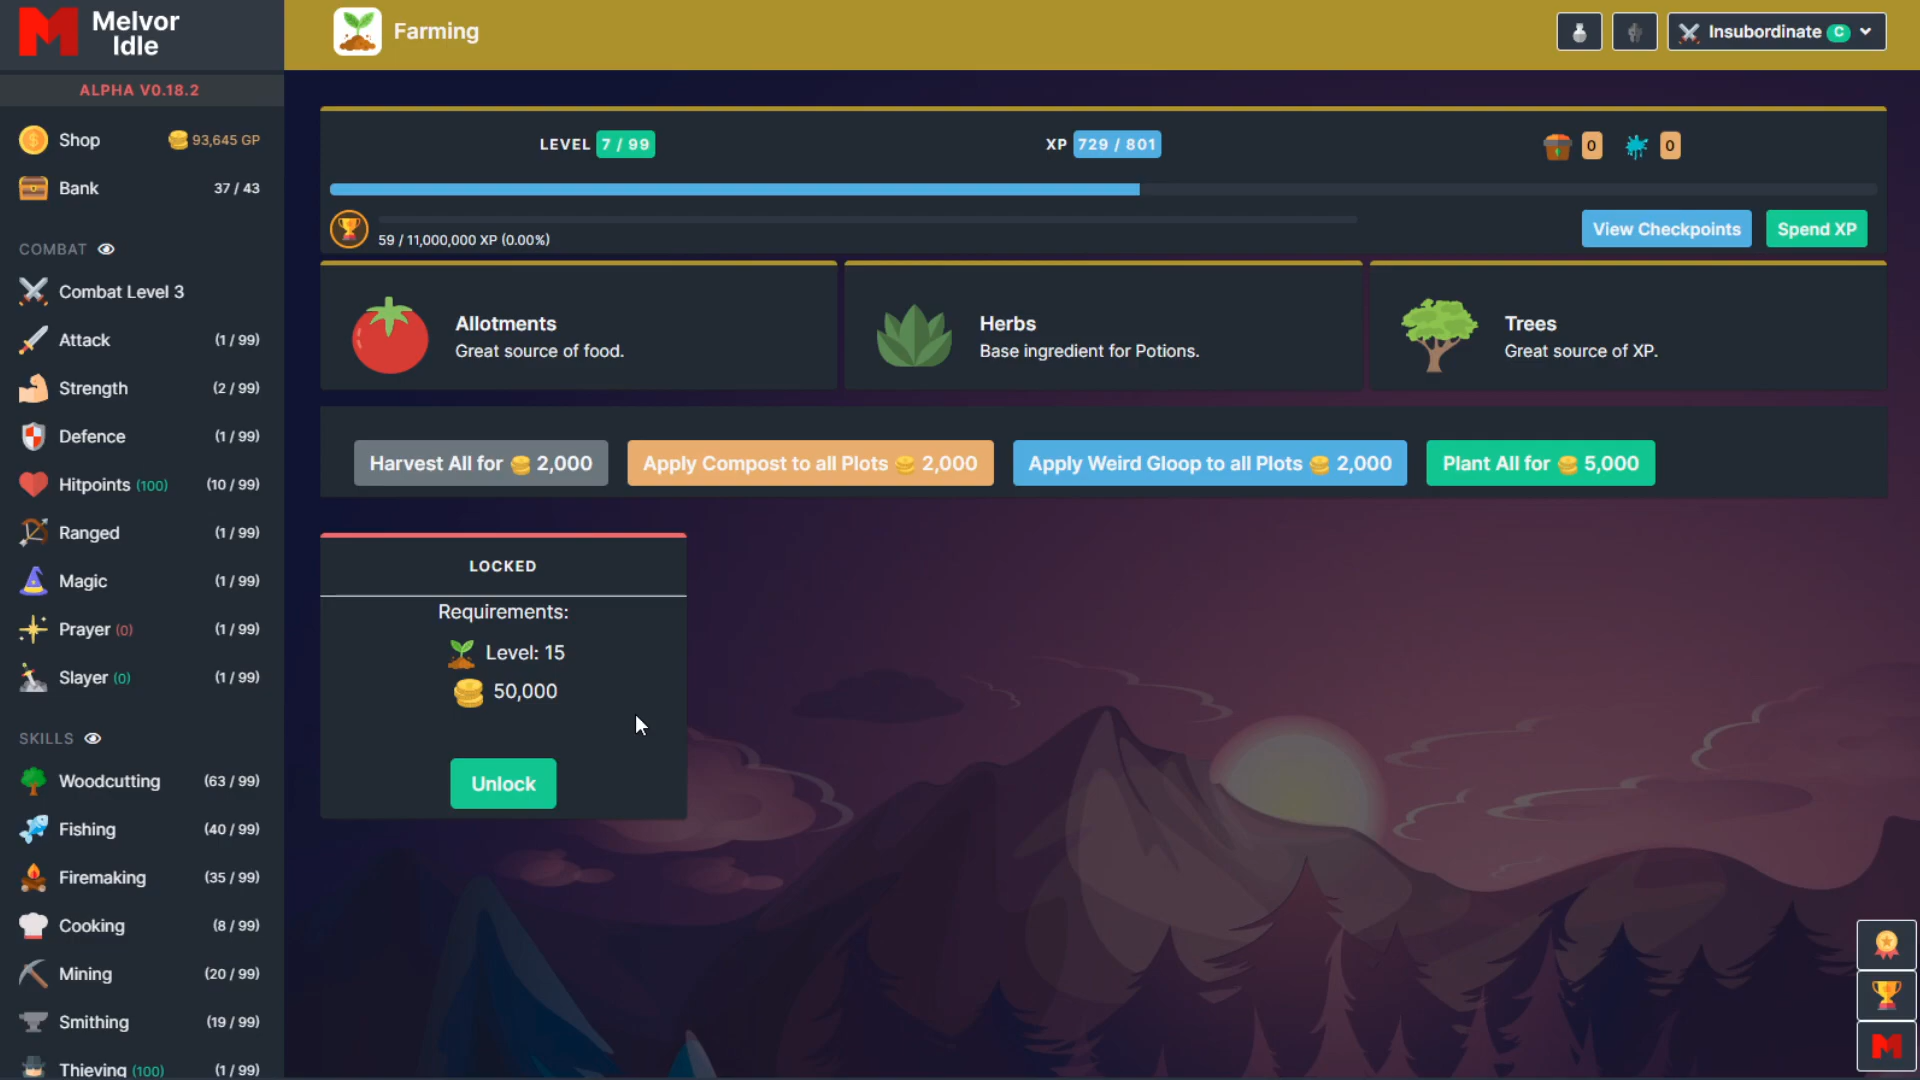 Melvor
Idle
ALPHA V0.18.2
Shop 93,645 GP
Bank 37 / 43
COMBAT
Combat Level 3
Attack (1 / 99)
Strength (2 / 99)
Defence (1 / 99)
Hitpoints (100) (10 / 99)
Ranged (1 / 99)
Magic (1 / 99)
Prayer (0) (1 / 99)
Slayer (0) (1 / 99)
SKILLS
Woodcutting (63 / 99)
Fishing (40 / 99)
Firemaking (35 / 99)
Cooking (8 / 99)
Mining (20 / 99)
Smithing (19 / 99)
Thieving (100) (1 / 99)
Farming
Insubordinate C
LEVEL 7 / 99
XP 729 / 801
0 0
59 / 11,000,000 XP (0.00%)
View Checkpoints
Spend XP
Allotments
Great source of food.
Herbs
Base ingredient for Potions.
Trees
Great source of XP.
Harvest All for 2,000
Apply Compost to all Plots 2,000
Apply Weird Gloop to all Plots 2,000
Plant All for 5,000
LOCKED
Requirements:
Level: 15
50,000
Unlock